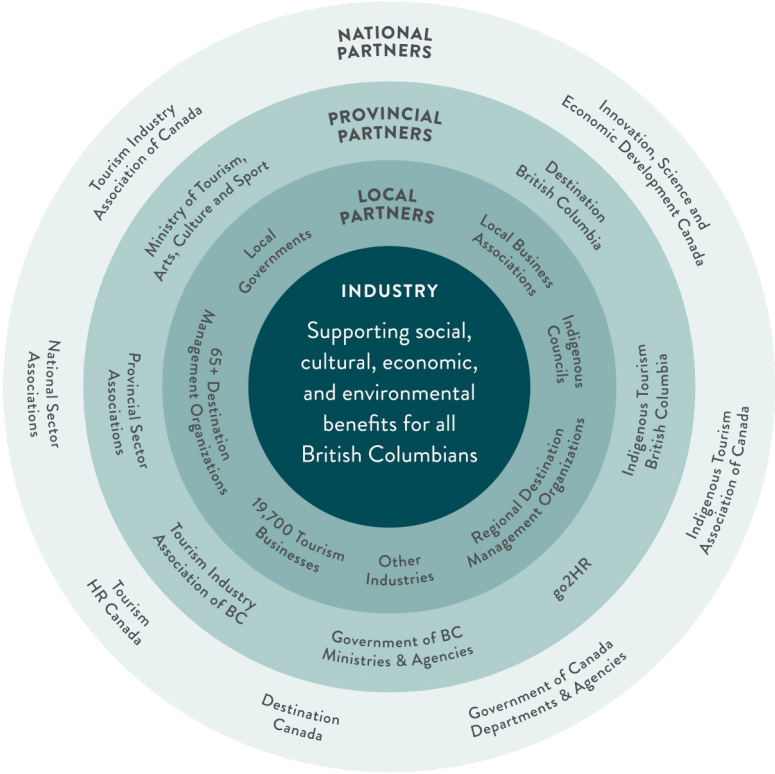 NATIONAL
PARTNERS
Tourism Industry
Association of Canada
Innovation, Science and
Economic Development Canada
National Sector
Associations
Indigenous Tourism
Association of Canada
Tourism
HR Canada
Destination
Canada
Government of Canada
Departments & Agencies
PROVINCIAL
PARTNERS
Ministry of Tourism,
Arts, Culture and Sport
Destination
British Columbia
Provincial Sector
Associations
Indigenous Tourism
British Columbia
Tourism Industry
Association of BC
Government of BC
Ministries & Agencies
go2HR
LOCAL
PARTNERS
Local
Governments
Local Business
Associations
Indigenous
Councils
65+ Destination
Management Organizations
Regional Destination
Management Organizations
19,700 Tourism
Businesses
Other
Industries
INDUSTRY
Supporting social,
cultural, economic,
and environmental
benefits for all
British Columbians